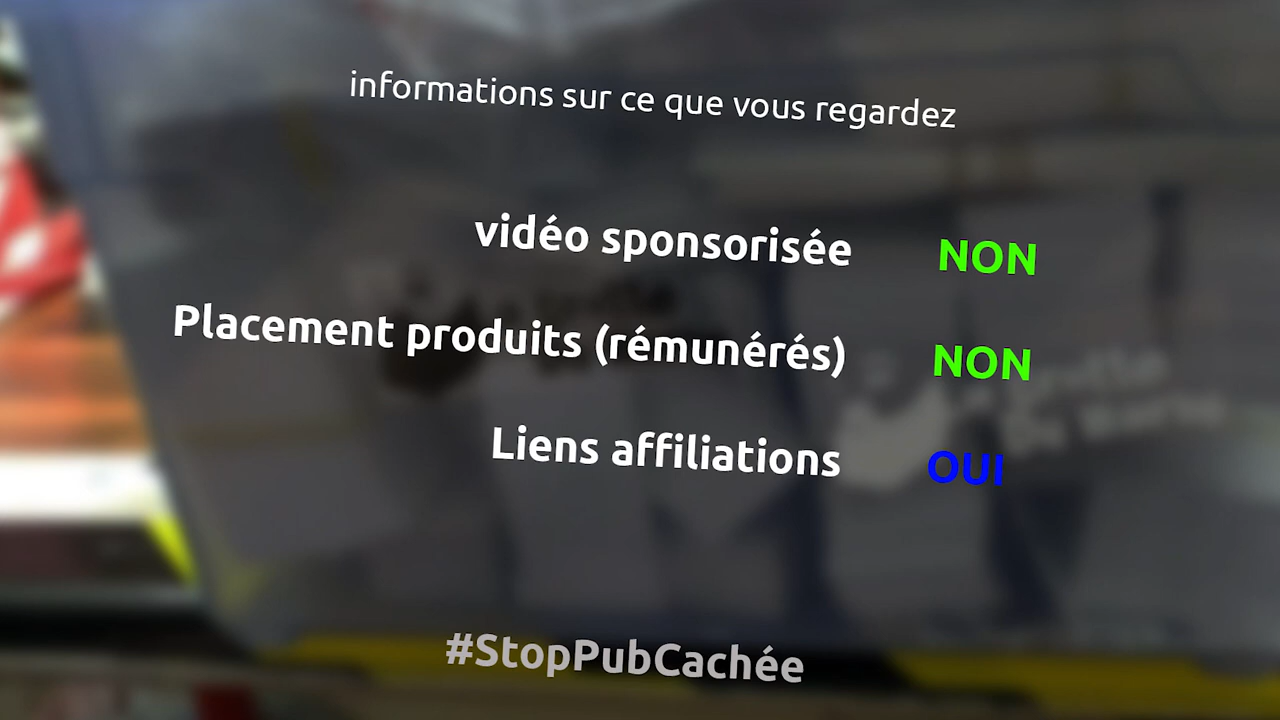 informations sur ce que vous regardez
vidéo sponsorisée NON
Placement produits (rémunérés) NON
Liens affiliations OUI
#StopPubCachée